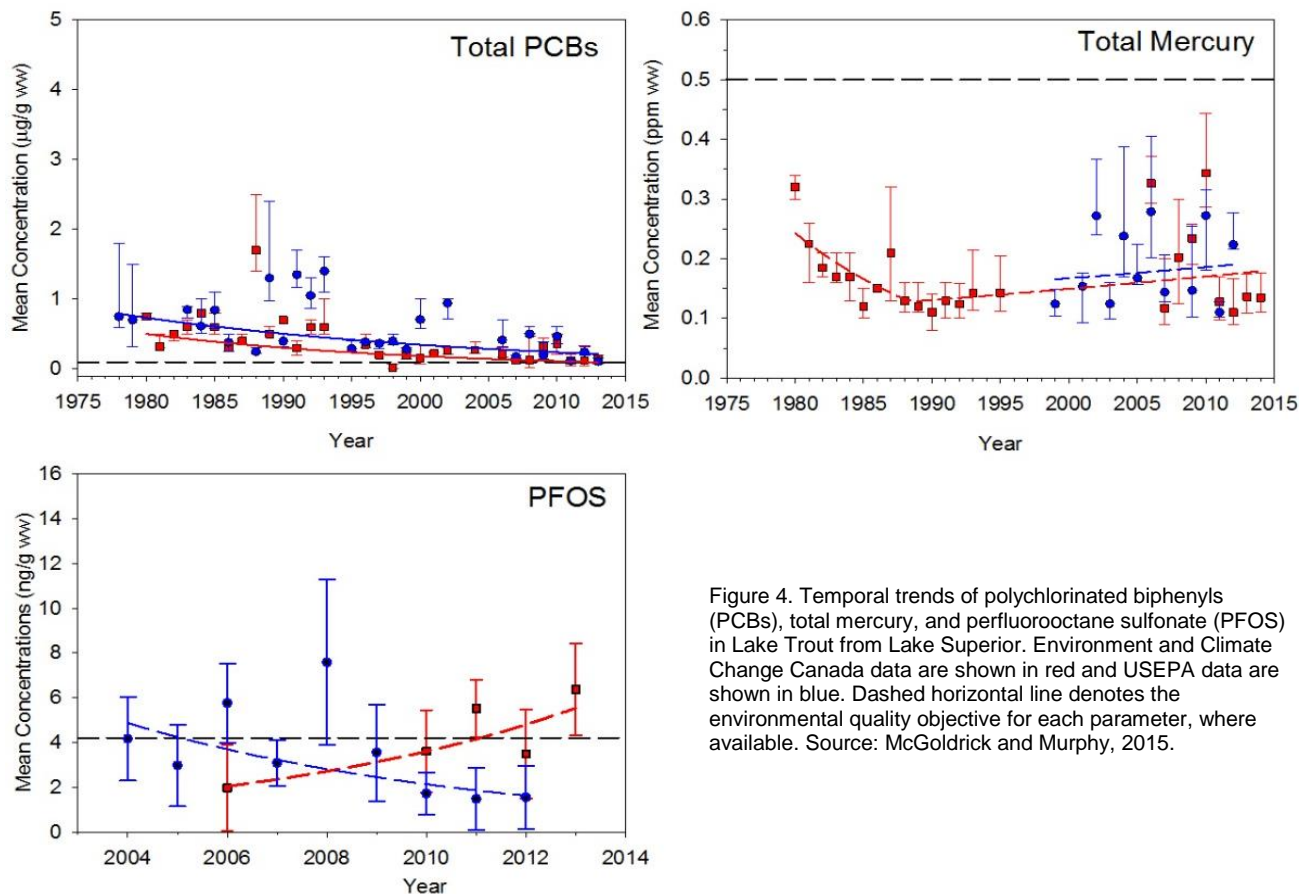 Total PCBs
Mean Concentration (µg/g ww)
5
4
3
2
1
0
1975 1980 1985 1990 1995 2000 2005 2010 2015
Year
Total Mercury
Mean Concentration (ppm ww)
0.6
0.5
0.4
0.3
0.2
0.1
0.0
1975 1980 1985 1990 1995 2000 2005 2010 2015
Year
PFOS
Mean Concentrations (ng/g ww)
16
14
12
10
8
6
4
2
0
2004 2006 2008 2010 2012 2014
Year
Figure 4. Temporal trends of polychlorinated biphenyls
(PCBs), total mercury, and perfluorooctane sulfonate (PFOS)
in Lake Trout from Lake Superior. Environment and Climate
Change Canada data are shown in red and USEPA data are
shown in blue. Dashed horizontal line denotes the
environmental quality objective for each parameter, where
available. Source: McGoldrick and Murphy, 2015.